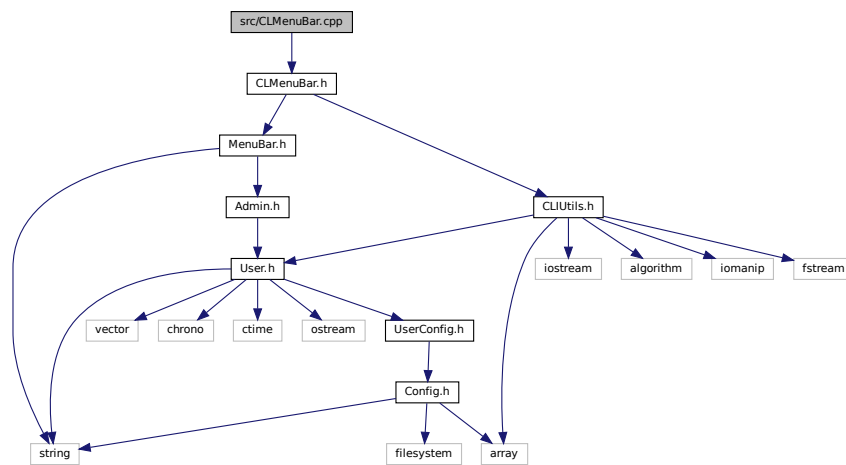 src/CLMenuBar.cpp
CLMenuBar.h
MenuBar.h
Admin.h
CLIUtils.h
User.h
iostream
algorithm
iomanip
fstream
vector
chrono
ctime
ostream
UserConfig.h
Config.h
string
filesystem
array